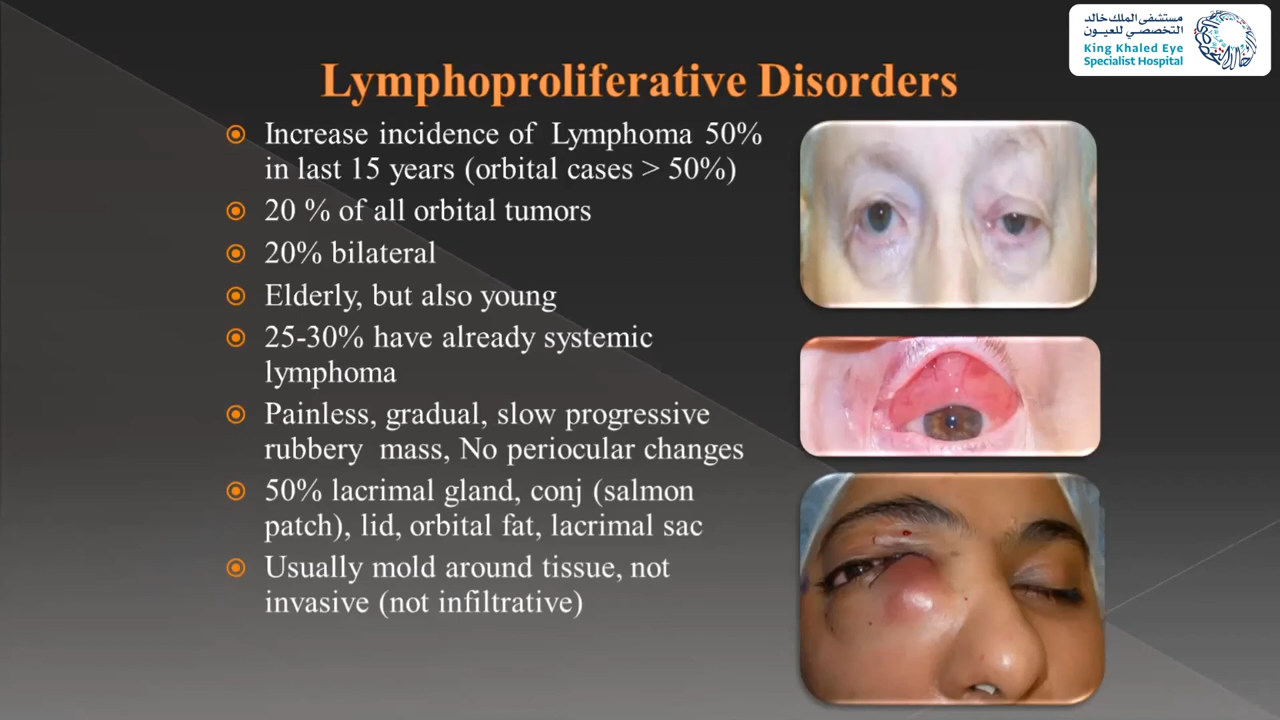 مستشفى الملك خالد
التخصصي للعيون
King Khaled Eye
Specialist Hospital
Lymphoproliferative Disorders
Increase incidence of Lymphoma 50%
in last 15 years (orbital cases > 50%)
20 % of all orbital tumors
20% bilateral
Elderly, but also young
25-30% have already systemic
lymphoma
Painless, gradual, slow progressive
rubbery mass, No periocular changes
50% lacrimal gland, conj (salmon
patch), lid, orbital fat, lacrimal sac
Usually mold around tissue, not
invasive (not infiltrative)